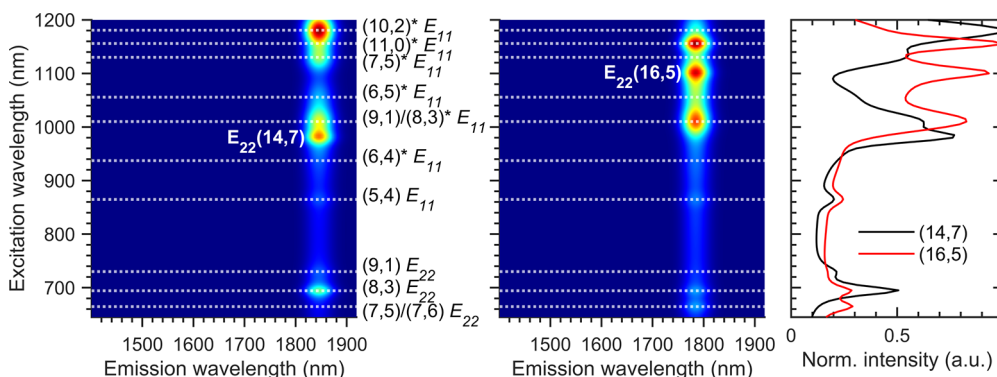 1200
1100
1000
900
800
700
Excitation wavelength (nm)
1500 1600 1700 1800 1900
Emission wavelength (nm)
E22(14,7)
(10,2)* E11
(11,0)* E11
(7,5)* E11
(6,5)* E11
(9,1)/(8,3)* E11
(6,4)* E11
(5,4) E11
(9,1) E22
(8,3) E22
(7,5)/(7,6) E22
E22(16,5)
1500 1600 1700 1800 1900
Emission wavelength (nm)
(14,7)
(16,5)
0 0.5
Norm. intensity (a.u.)